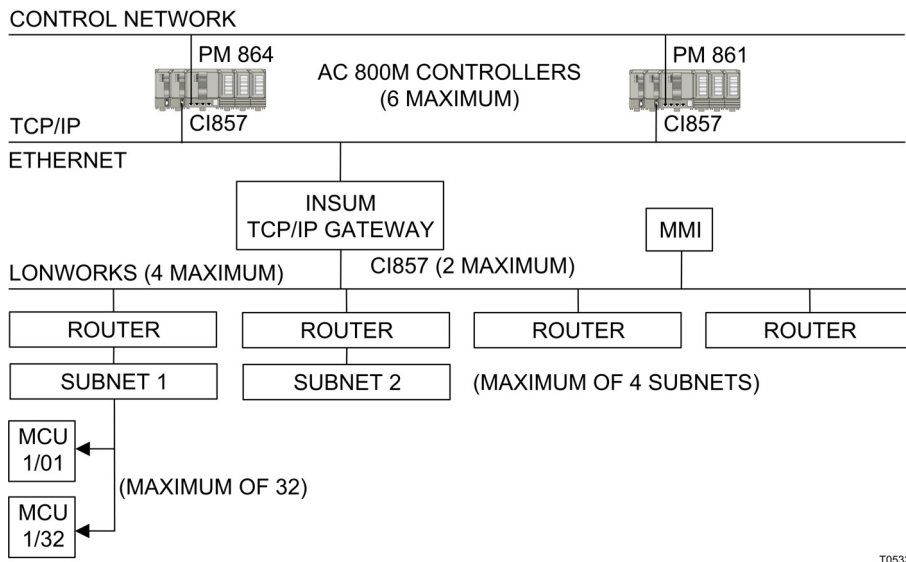 CONTROL NETWORK
PM 864
AC 800M CONTROLLERS
(6 MAXIMUM)
PM 861
CI857
CI857
TCP/IP
ETHERNET
INSUM
TCP/IP GATEWAY
MMI
CI857 (2 MAXIMUM)
LONWORKS (4 MAXIMUM)
ROUTER
ROUTER
ROUTER
ROUTER
SUBNET 1
SUBNET 2
(MAXIMUM OF 4 SUBNETS)
MCU
1/01
(MAXIMUM OF 32)
MCU
1/32